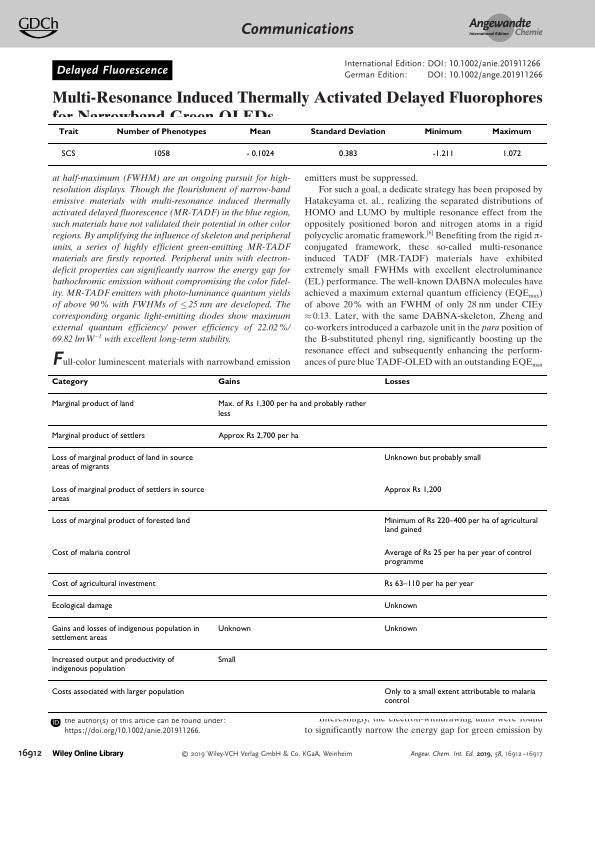 GDCh
Communications
Angewandte
International Edition Chemie
Delayed Fluorescence
International Edition: DOI: 10.1002/anie.201911266
German Edition: DOI: 10.1002/ange.201911266
Multi-Resonance Induced Thermally Activated Delayed Fluorophores
for Narrowband Green OLEDs
Trait Number of Phenotypes Mean Standard Deviation Minimum Maximum
SCS 1058 - 0.1024 0.383 -1.211 1.072
at half-maximum (FWHM) are an ongoing pursuit for high-
resolution displays. Though the flourishment of narrow-band
emissive materials with multi-resonance induced thermally
activated delayed fluorescence (MR-TADF) in the blue region,
such materials have not validated their potential in other color
regions. By amplifying the influence of skeleton and peripheral
units, a series of highly efficient green-emitting MR-TADF
materials are firstly reported. Peripheral units with electron-
deficit properties can significantly narrow the energy gap for
bathochromic emission without compromising the color fidel-
ity. MR-TADF emitters with photo-luminance quantum yields
of above 90 % with FWHMs of ≤ 25 nm are developed. The
corresponding organic light-emitting diodes show maximum
external quantum efficiency/ power efficiency of 22.02 %/
69.82 lm W⁻¹ with excellent long-term stability.
Full-color luminescent materials with narrowband emission
emitters must be suppressed.
For such a goal, a dedicate strategy has been proposed by
Hatakeyama et. al., realizing the separated distributions of
HOMO and LUMO by multiple resonance effect from the
oppositely positioned boron and nitrogen atoms in a rigid
polycyclic aromatic framework.[6] Benefiting from the rigid π-
conjugated framework, these so-called multi-resonance
induced TADF (MR-TADF) materials have exhibited
extremely small FWHMs with excellent electroluminance
(EL) performance. The well-known DABNA molecules have
achieved a maximum external quantum efficiency (EQEmax)
of above 20 % with an FWHM of only 28 nm under CIEy
≈ 0.13. Later, with the same DABNA-skeleton, Zheng and
co-workers introduced a carbazole unit in the para position of
the B-substituted phenyl ring, significantly boosting up the
resonance effect and subsequently enhancing the perform-
ances of pure blue TADF-OLED with an outstanding EQEmax
Category Gains Losses
Marginal product of land Max. of Rs 1,300 per ha and probably rather
less
Marginal product of settlers Approx Rs 2,700 per ha
Loss of marginal product of land in source Unknown but probably small
areas of migrants
Loss of marginal product of settlers in source Approx Rs 1,200
areas
Loss of marginal product of forested land Minimum of Rs 220–400 per ha of agricultural
land gained
Cost of malaria control Average of Rs 25 per ha per year of control
programme
Cost of agricultural investment Rs 63–110 per ha per year
Ecological damage Unknown
Gains and losses of indigenous population in Unknown Unknown
settlement areas
Increased output and productivity of Small
indigenous population
Costs associated with larger population Only to a small extent attributable to malaria
control
iD the author(s) of this article can be found under:
https://doi.org/10.1002/anie.201911266.
Interestingly, the electron-withdrawing units were found
to significantly narrow the energy gap for green emission by
16912 Wiley Online Library © 2019 Wiley-VCH Verlag GmbH & Co. KGaA, Weinheim Angew. Chem. Int. Ed. 2019, 58, 16912–16917